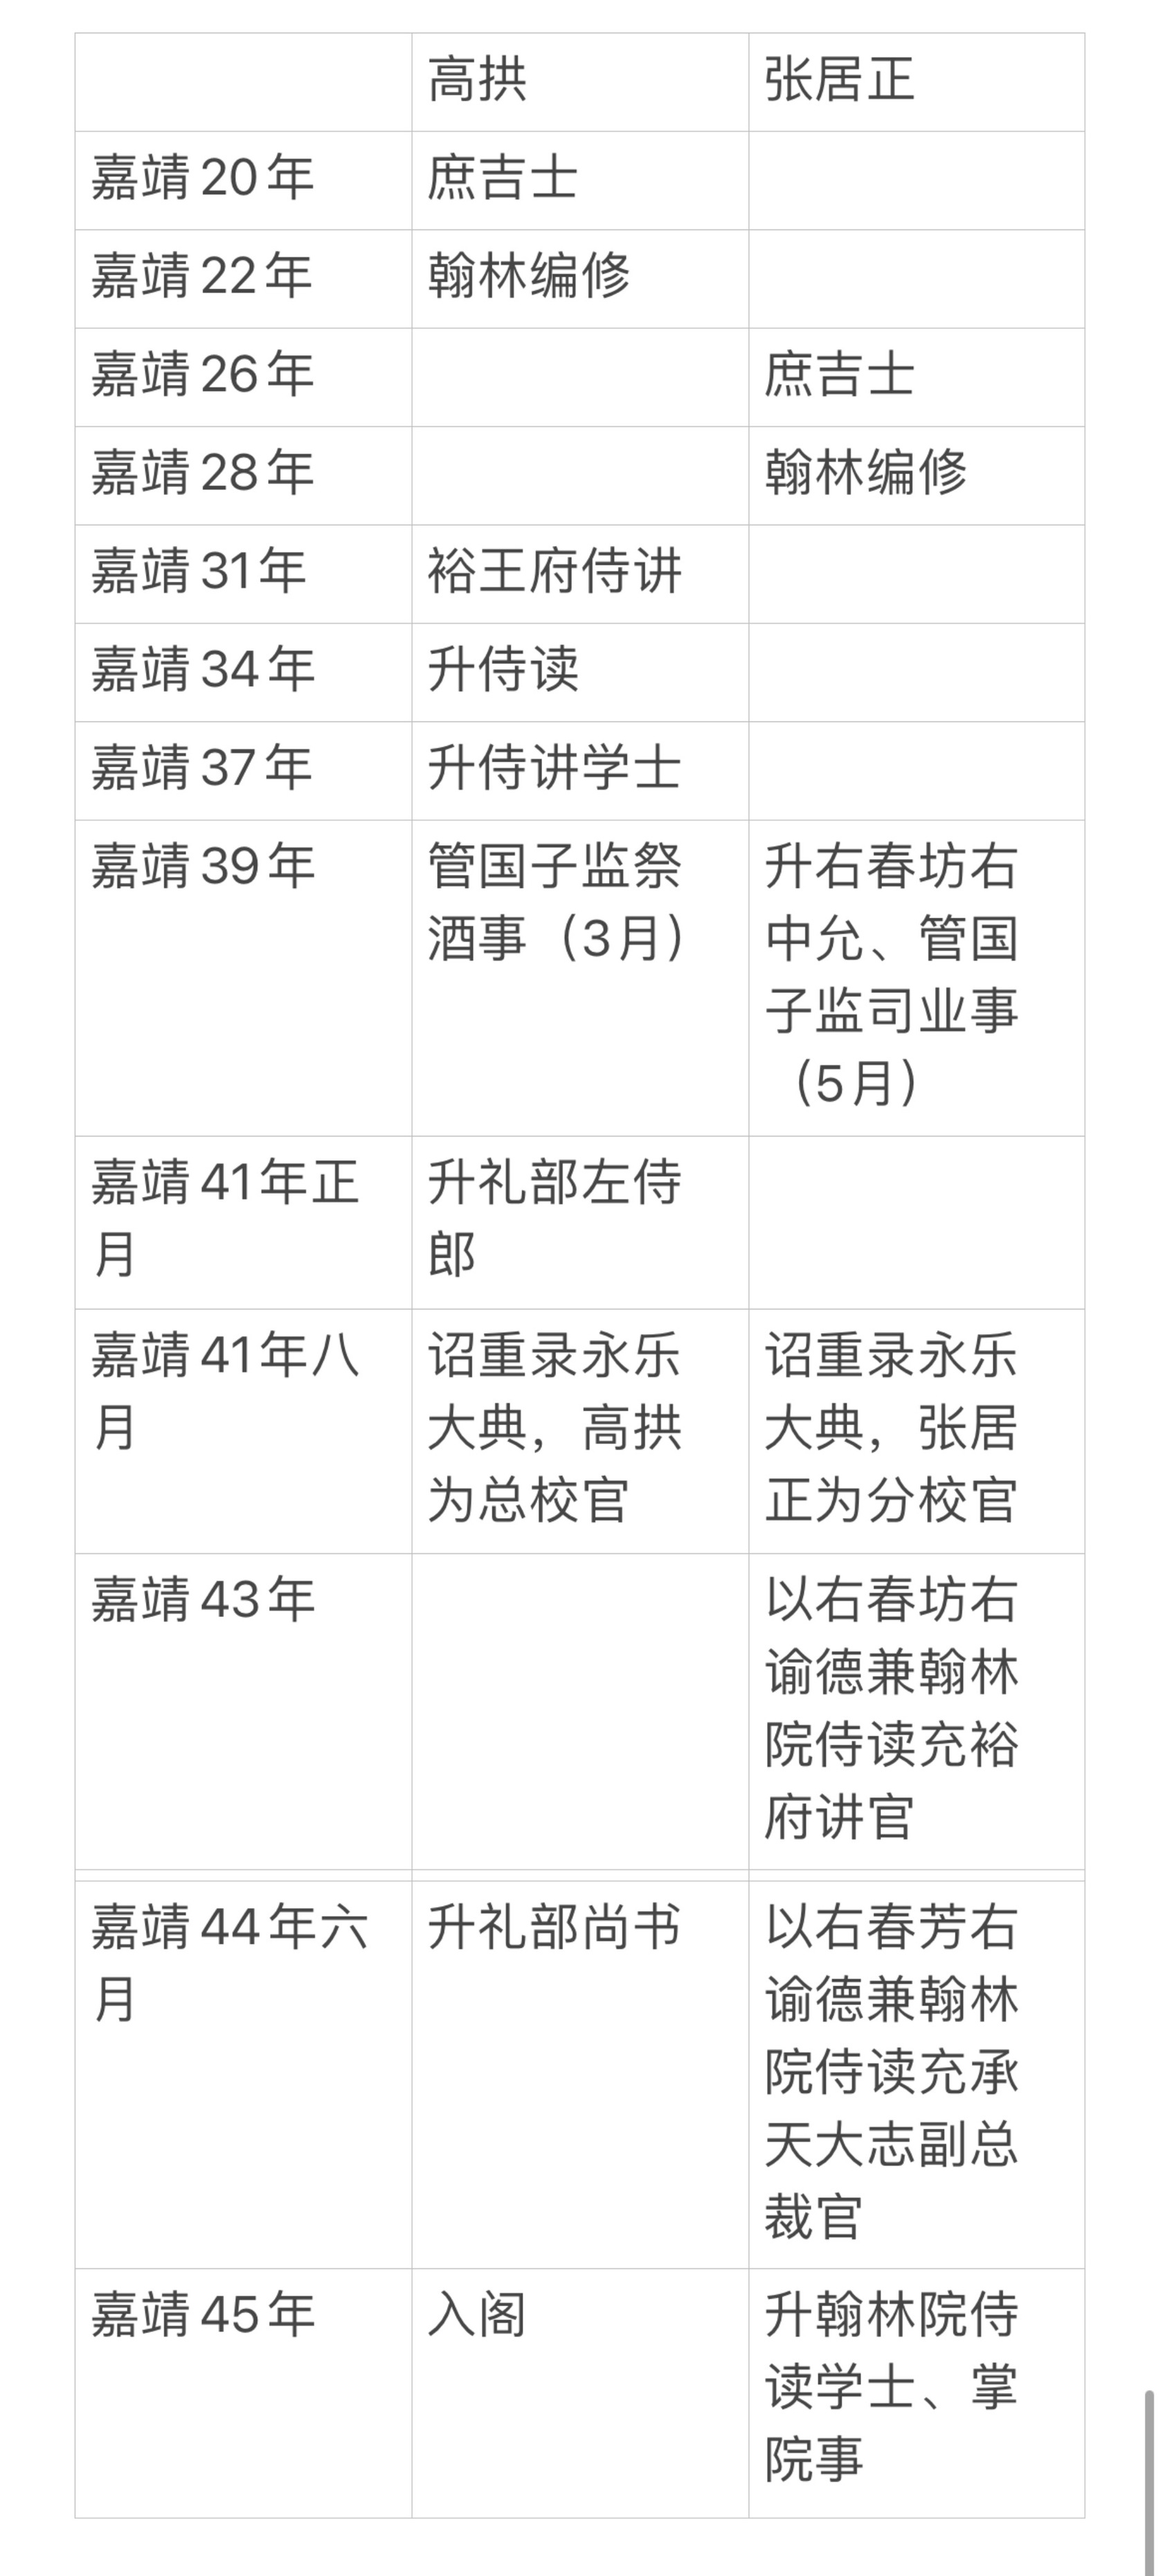 高拱 张居正
嘉靖20年 庶吉士
嘉靖22年 翰林编修
嘉靖26年 庶吉士
嘉靖28年 翰林编修
嘉靖31年 裕王府侍讲
嘉靖34年 升侍读
嘉靖37年 升侍讲学士
嘉靖39年 管国子监祭 升右春坊右
酒事（3月） 中允、管国
子监司业事
（5月）
嘉靖41年正 升礼部左侍
月 郎
嘉靖41年八 诏重录永乐 诏重录永乐
月 大典，高拱 大典，张居
为总校官 正为分校官
嘉靖43年 以右春坊右
谕德兼翰林
院侍读充裕
府讲官
嘉靖44年六 升礼部尚书 以右春芳右
月 谕德兼翰林
院侍读充承
天大志副总
裁官
嘉靖45年 入阁 升翰林院侍
读学士、掌
院事